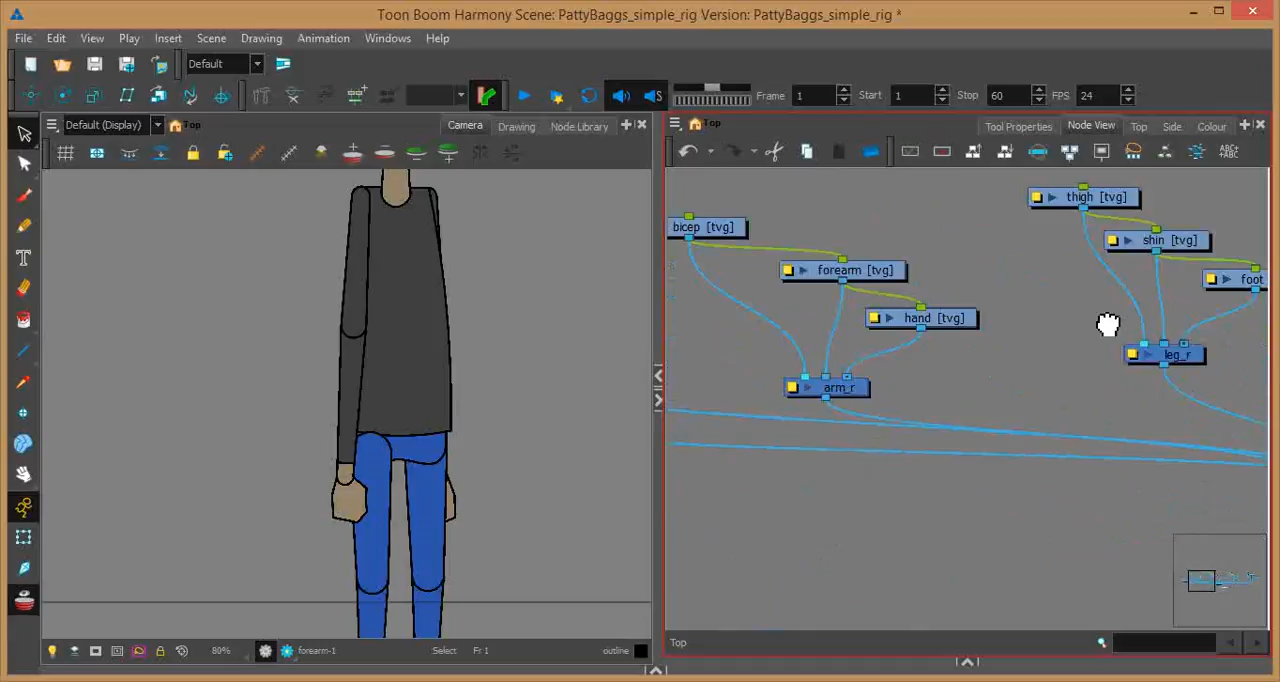 Toon Boom Harmony Scene: PattyBaggs_simple_rig Version: PattyBaggs_simple_rig *
File Edit View Play Insert Scene Drawing Animation Windows Help
Default
Frame 1 Start 1 Stop 60 FPS 24
Default (Display) Top Camera Drawing Node Library
Top Tool Properties Node View Top Side Colour
ABC+
+ABC
thigh [tvg]
bicep [tvg]
shin [tvg]
forearm [tvg]
foot
hand [tvg]
leg_r
arm_r
Top
80% forearm-1 Select Fr 1 outline